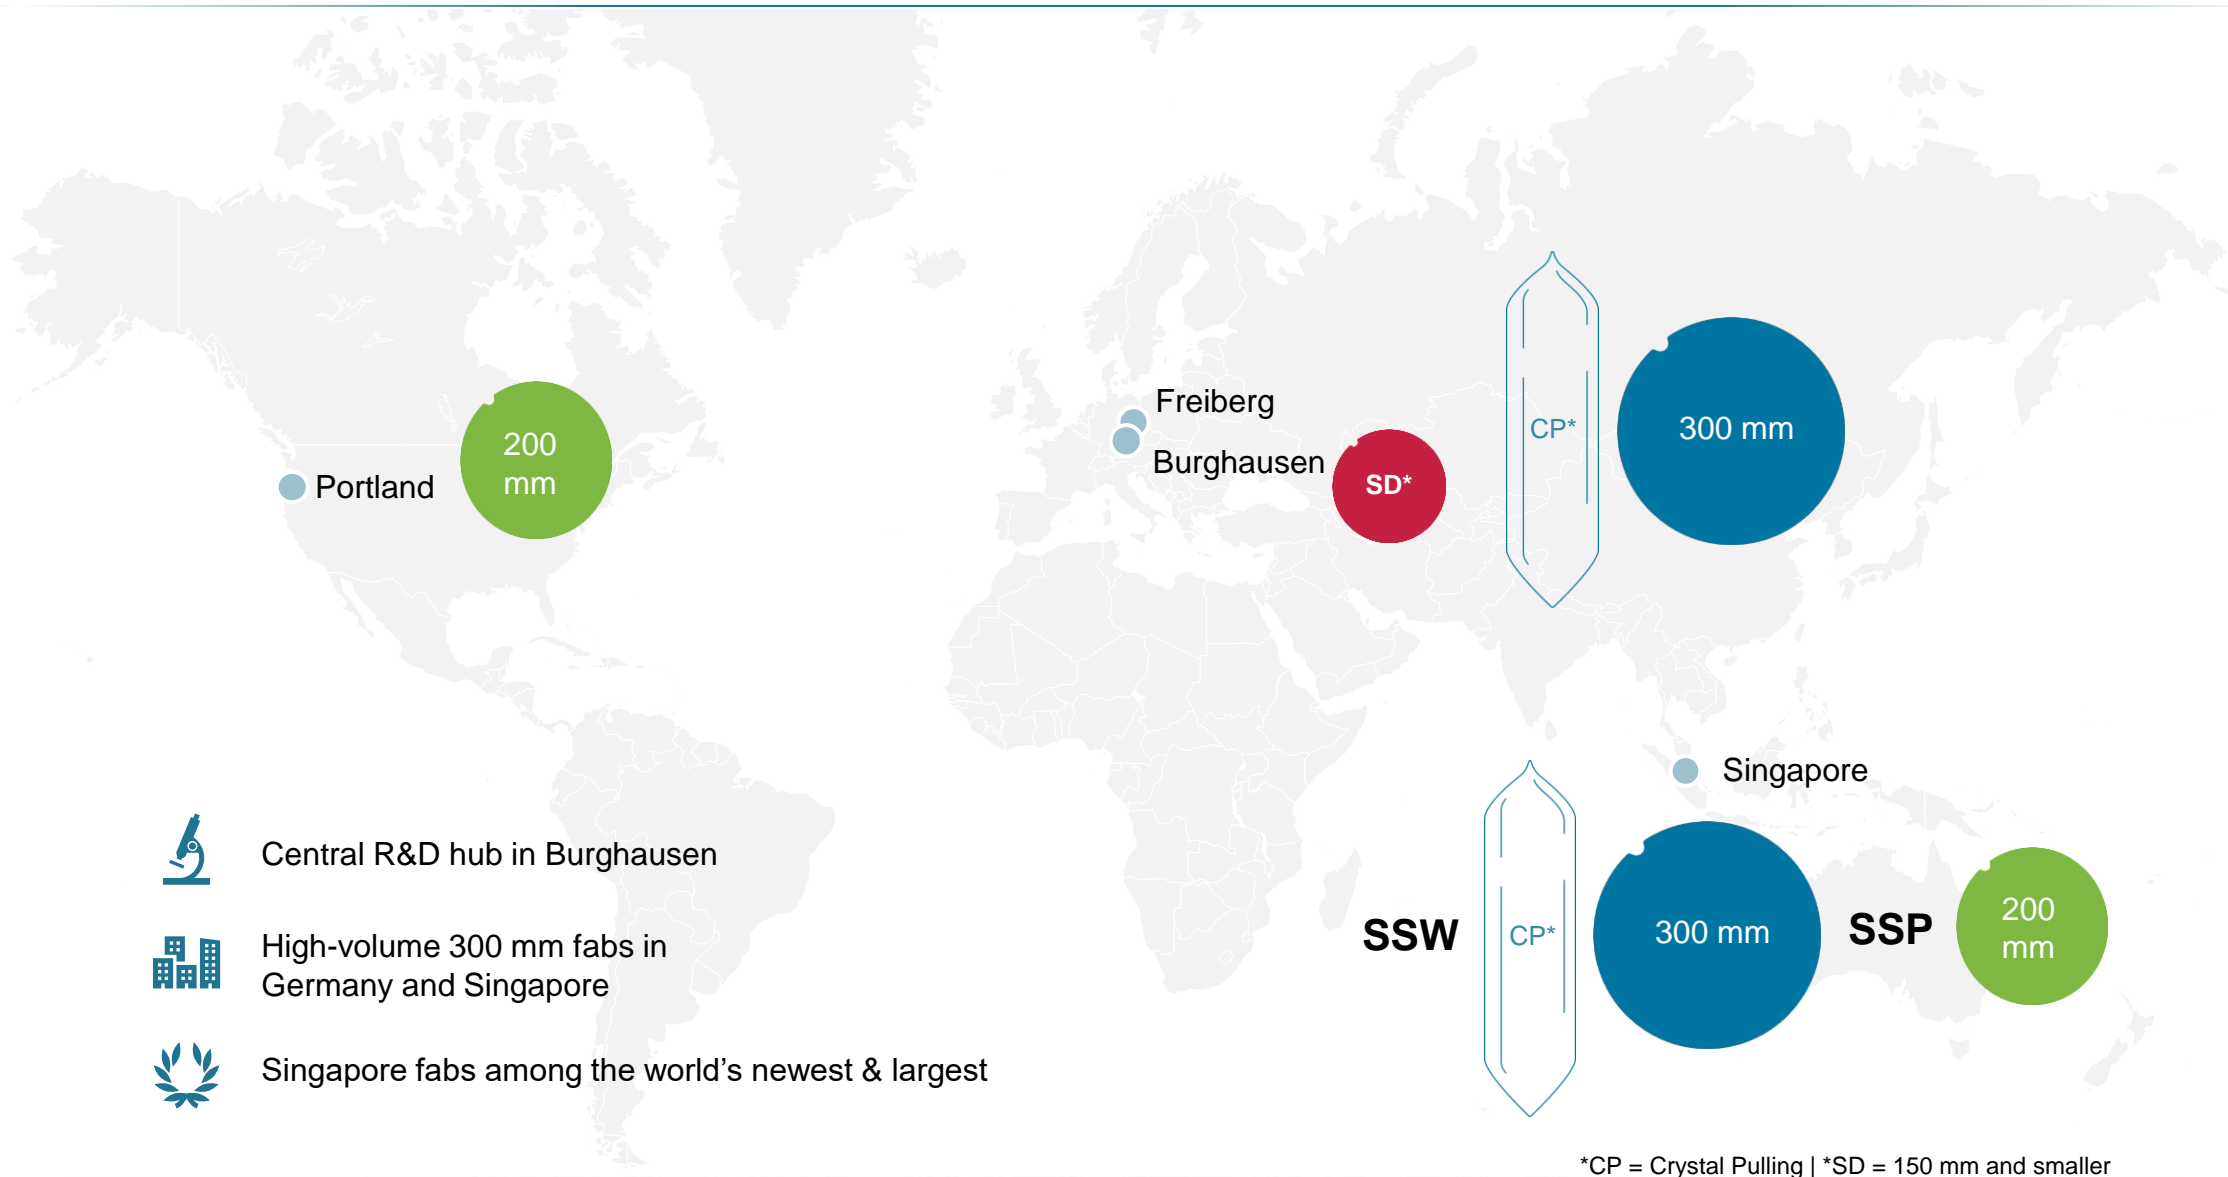 Portland
200
mm
Freiberg
Burghausen
SD*
CP*
300 mm
Singapore
SSW
CP*
300 mm
SSP
200
mm
Central R&D hub in Burghausen
High-volume 300 mm fabs in
Germany and Singapore
Singapore fabs among the world’s newest & largest
*CP = Crystal Pulling | *SD = 150 mm and smaller